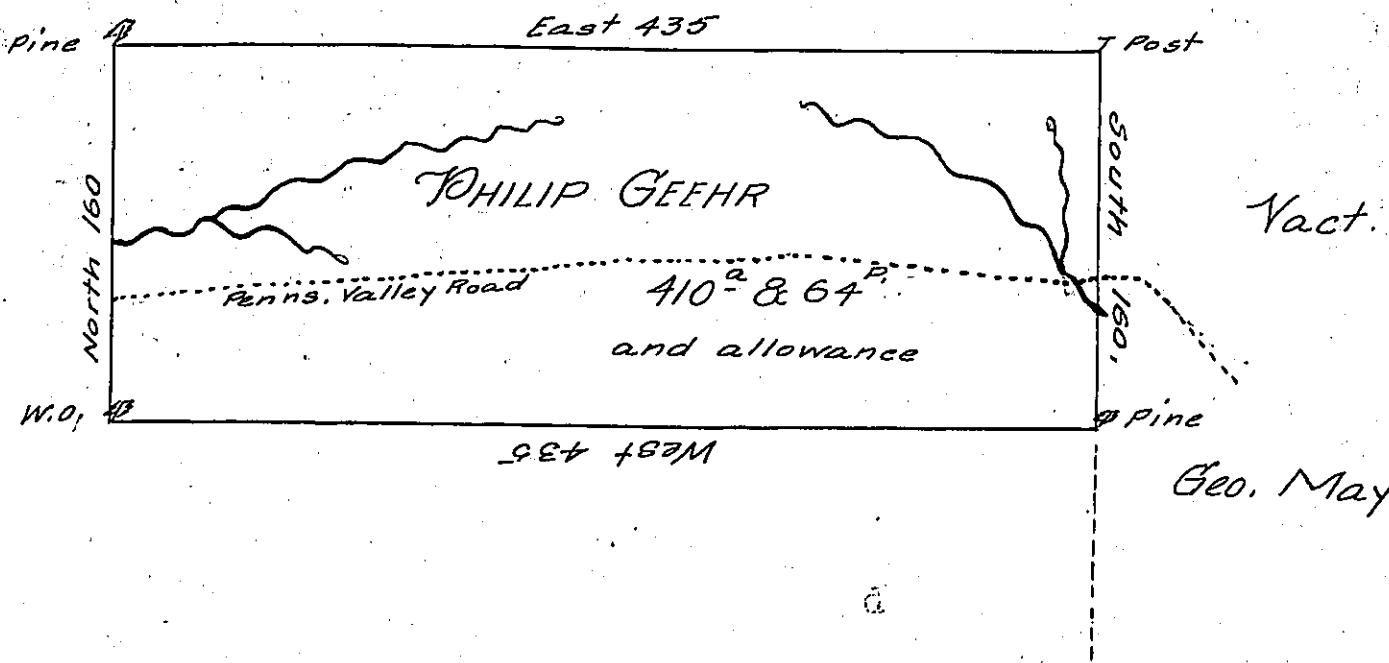 East 435
Pine
Post
North 160
South 160,
PHILIP GEEHR
Vact.
Penns. Valley Road
410ª & 64ᴾ·
and allowance
W.O,
Pine
West 435
Geo. May